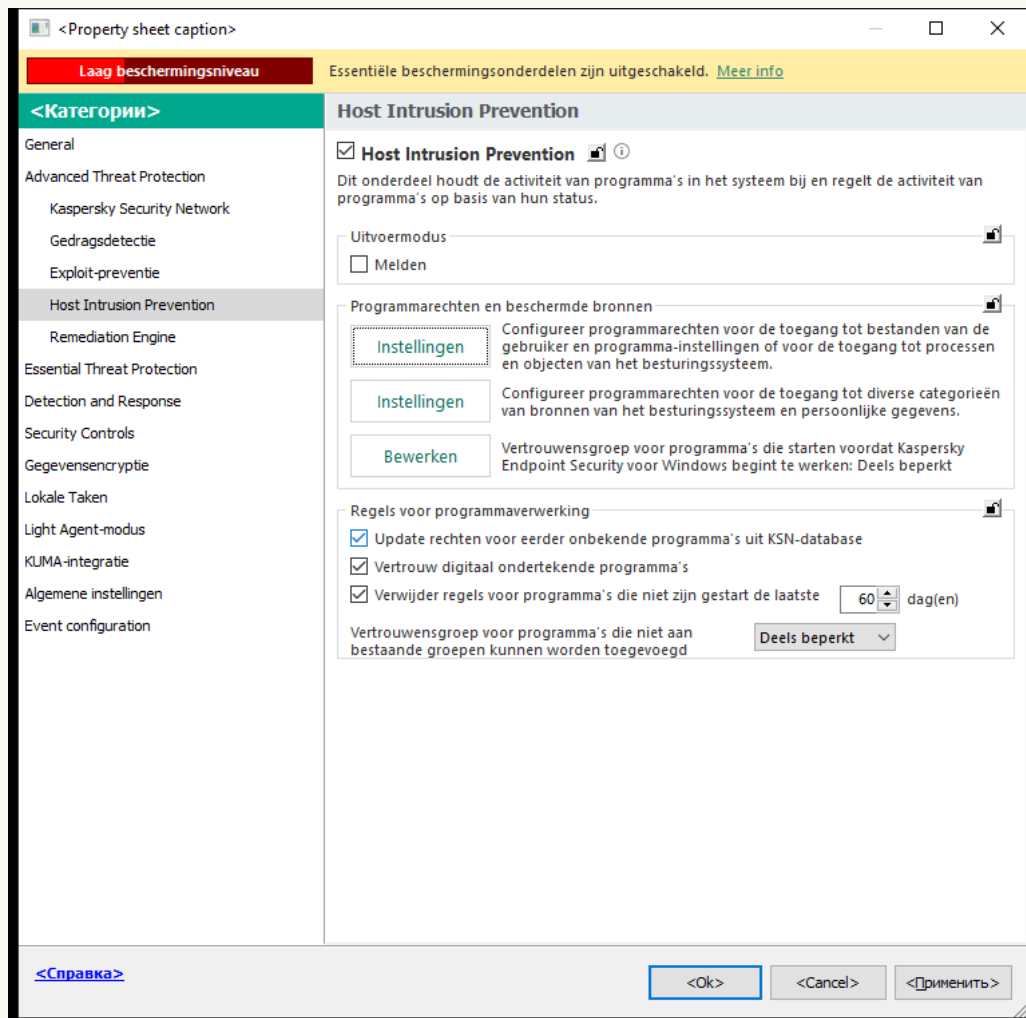 <Property sheet caption>
Laag beschermingsniveau
Essentiële beschermingsonderdelen zijn uitgeschakeld. Meer info
<Категории>
General
Advanced Threat Protection
Kaspersky Security Network
Gedragsdetectie
Exploit-preventie
Host Intrusion Prevention
Remediation Engine
Essential Threat Protection
Detection and Response
Security Controls
Gegevensencryptie
Lokale Taken
Light Agent-modus
KUMA-integratie
Algemene instellingen
Event configuration
Host Intrusion Prevention
Host Intrusion Prevention
Dit onderdeel houdt de activiteit van programma's in het systeem bij en regelt de activiteit van
programma's op basis van hun status.
Uitvoermodus
Melden
Programmarechten en beschermde bronnen
Instellingen
Configureer programmarechten voor de toegang tot bestanden van de
gebruiker en programma-instellingen of voor de toegang tot processen
en objecten van het besturingssysteem.
Instellingen
Configureer programmarechten voor de toegang tot diverse categorieën
van bronnen van het besturingssysteem en persoonlijke gegevens.
Bewerken
Vertrouwensgroep voor programma's die starten voordat Kaspersky
Endpoint Security voor Windows begint te werken: Deels beperkt
Regels voor programmaverwerking
Update rechten voor eerder onbekende programma's uit KSN-database
Vertrouw digitaal ondertekende programma's
Verwijder regels voor programma's die niet zijn gestart de laatste 60 dag(en)
Vertrouwensgroep voor programma's die niet aan
bestaande groepen kunnen worden toegevoegd
Deels beperkt
<Справка>
<Ok>
<Cancel>
<Применить>